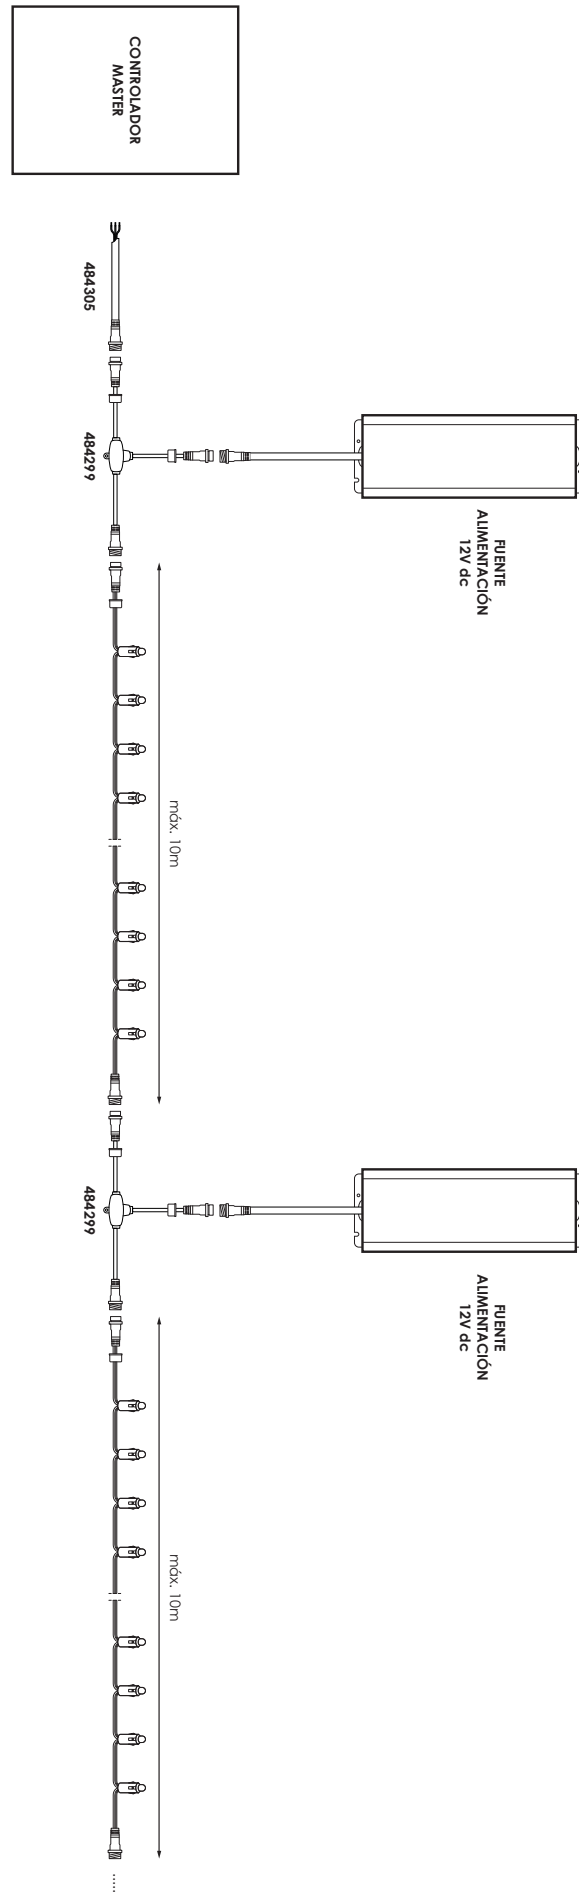 CONTROLADOR
MASTER
484305
484299
FUENTE
ALIMENTACIÓN
12V dc
máx. 10m
484299
FUENTE
ALIMENTACIÓN
12V dc
máx. 10m